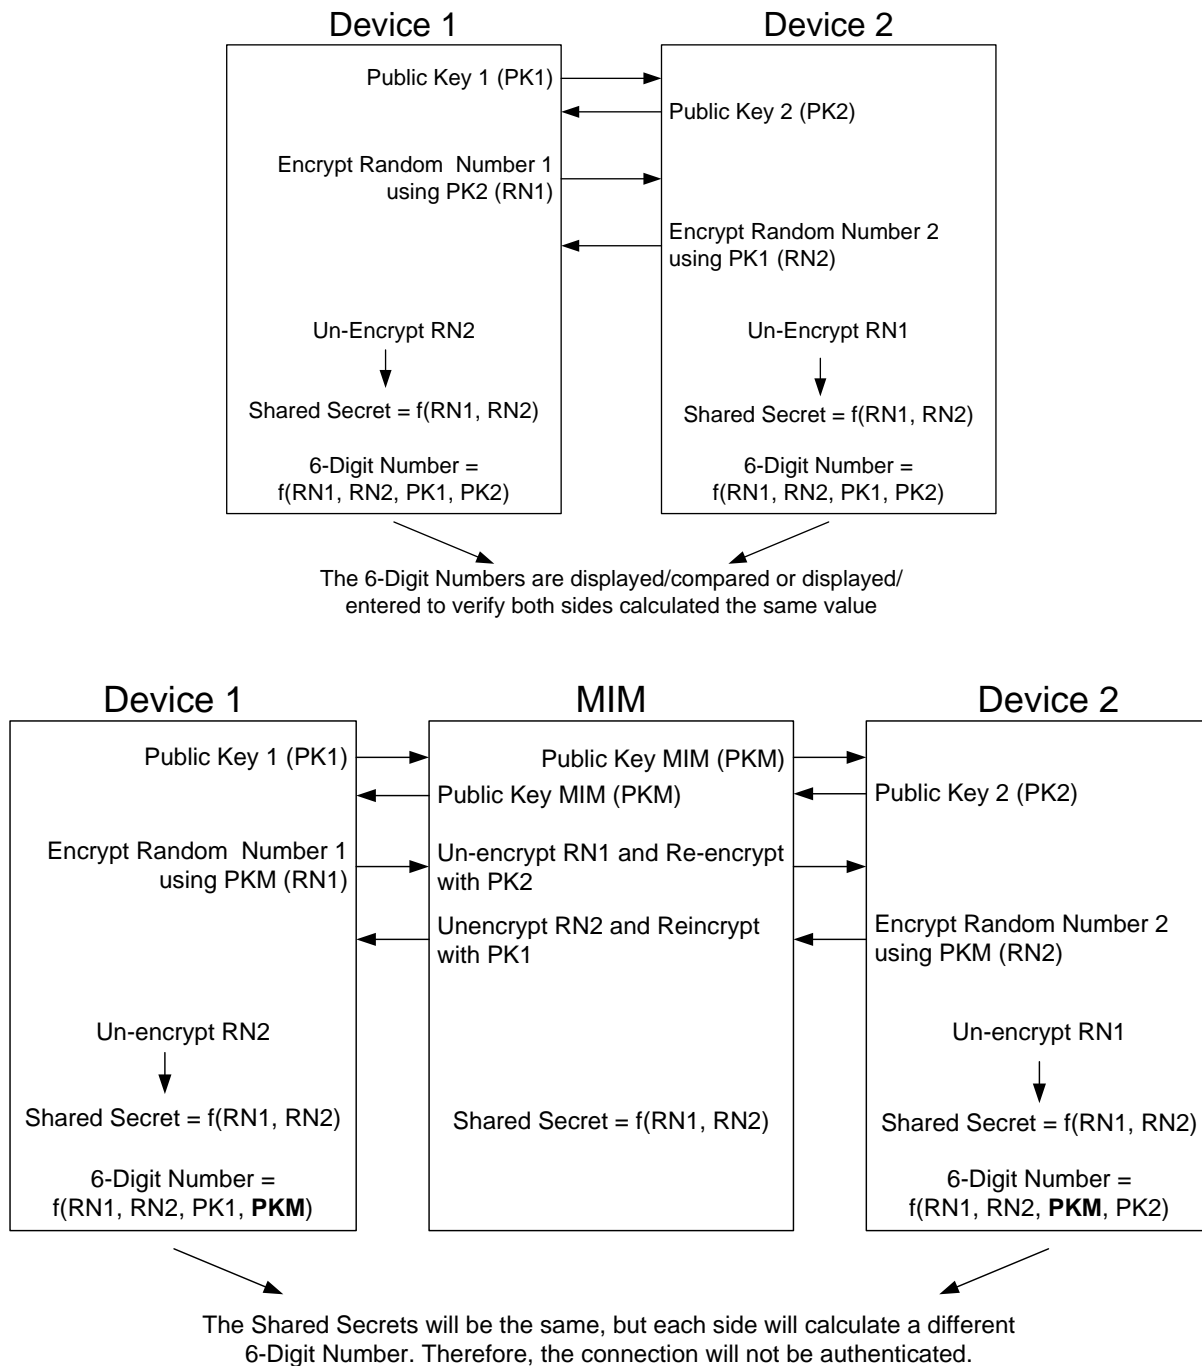 Device 1
Device 2
Public Key 1 (PK1)
Public Key 2 (PK2)
Encrypt Random Number 1
using PK2 (RN1)
Encrypt Random Number 2
using PK1 (RN2)
Un-Encrypt RN2
Un-Encrypt RN1
Shared Secret = f(RN1, RN2)
Shared Secret = f(RN1, RN2)
6-Digit Number =
f(RN1, RN2, PK1, PK2)
6-Digit Number =
f(RN1, RN2, PK1, PK2)
The 6-Digit Numbers are displayed/compared or displayed/
entered to verify both sides calculated the same value
Device 1
MIM
Device 2
Public Key 1 (PK1)
Public Key MIM (PKM)
Public Key MIM (PKM)
Public Key 2 (PK2)
Encrypt Random Number 1
using PKM (RN1)
Un-encrypt RN1 and Re-encrypt
with PK2
Unencrypt RN2 and Reincrypt
with PK1
Encrypt Random Number 2
using PKM (RN2)
Un-encrypt RN2
Un-encrypt RN1
Shared Secret = f(RN1, RN2)
Shared Secret = f(RN1, RN2)
Shared Secret = f(RN1, RN2)
6-Digit Number =
f(RN1, RN2, PK1, PKM)
6-Digit Number =
f(RN1, RN2, PKM, PK2)
The Shared Secrets will be the same, but each side will calculate a different
6-Digit Number. Therefore, the connection will not be authenticated.